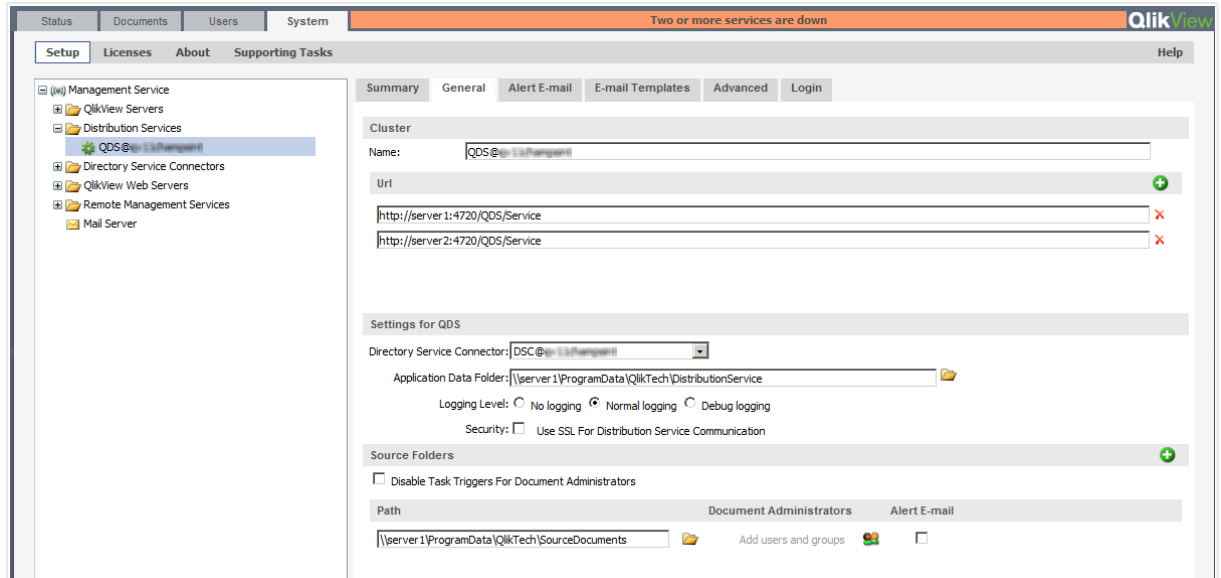 Status Documents Users System Two or more services are down QlikView
Setup Licenses About Supporting Tasks Help
Management Service
QlikView Servers
Distribution Services
QDS@
Directory Service Connectors
QlikView Web Servers
Remote Management Services
Mail Server
Summary General Alert E-mail E-mail Templates Advanced Login
Cluster
Name: QDS@
Url
http://server1:4720/QDS/Service
http://server2:4720/QDS/Service
Settings for QDS
Directory Service Connector: DSC@
Application Data Folder: \\server1\ProgramData\QlikTech\DistributionService
Logging Level: No logging Normal logging Debug logging
Security: Use SSL For Distribution Service Communication
Source Folders
Disable Task Triggers For Document Administrators
Path Document Administrators Alert E-mail
\\server1\ProgramData\QlikTech\SourceDocuments Add users and groups